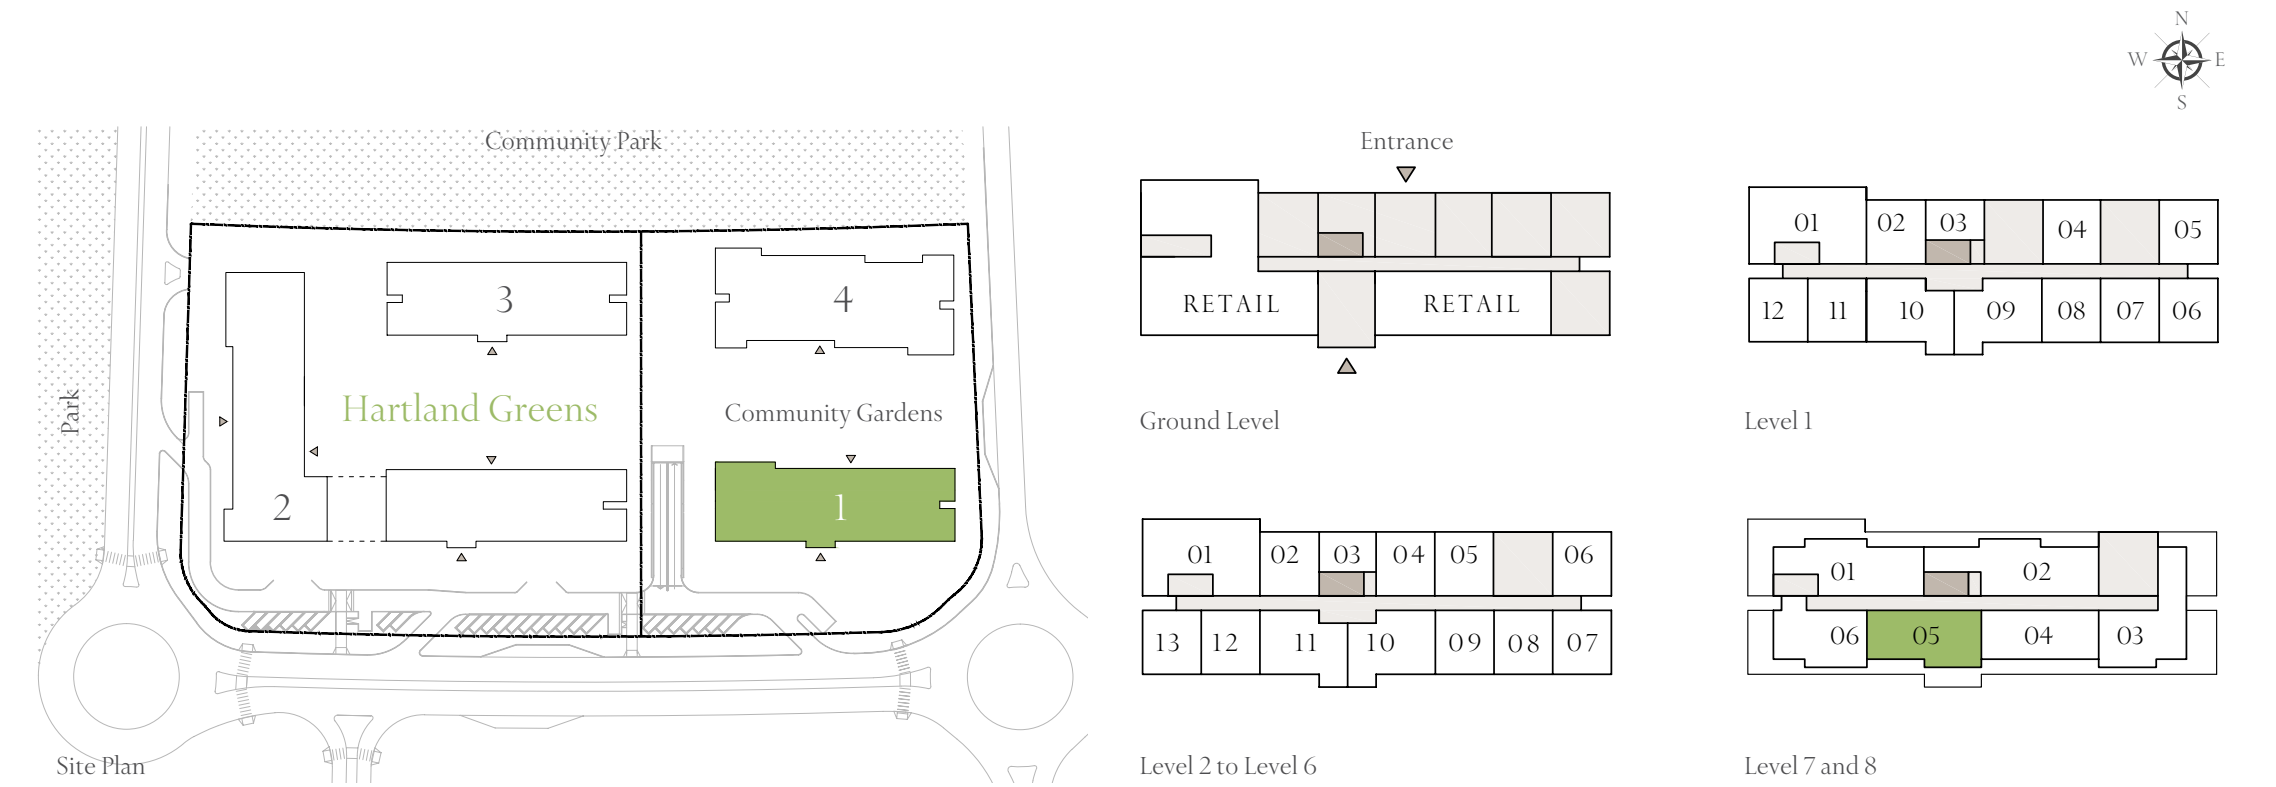 N
W E
S
Community Park
Park
3
4
Hartland Greens
Community Gardens
2
1
Site Plan
Entrance
RETAIL RETAIL
Ground Level
01 02 03 04 05
12 11 10 09 08 07 06
Level 1
01 02 03 04 05 06
13 12 11 10 09 08 07
Level 2 to Level 6
01 02
06 05 04 03
Level 7 and 8